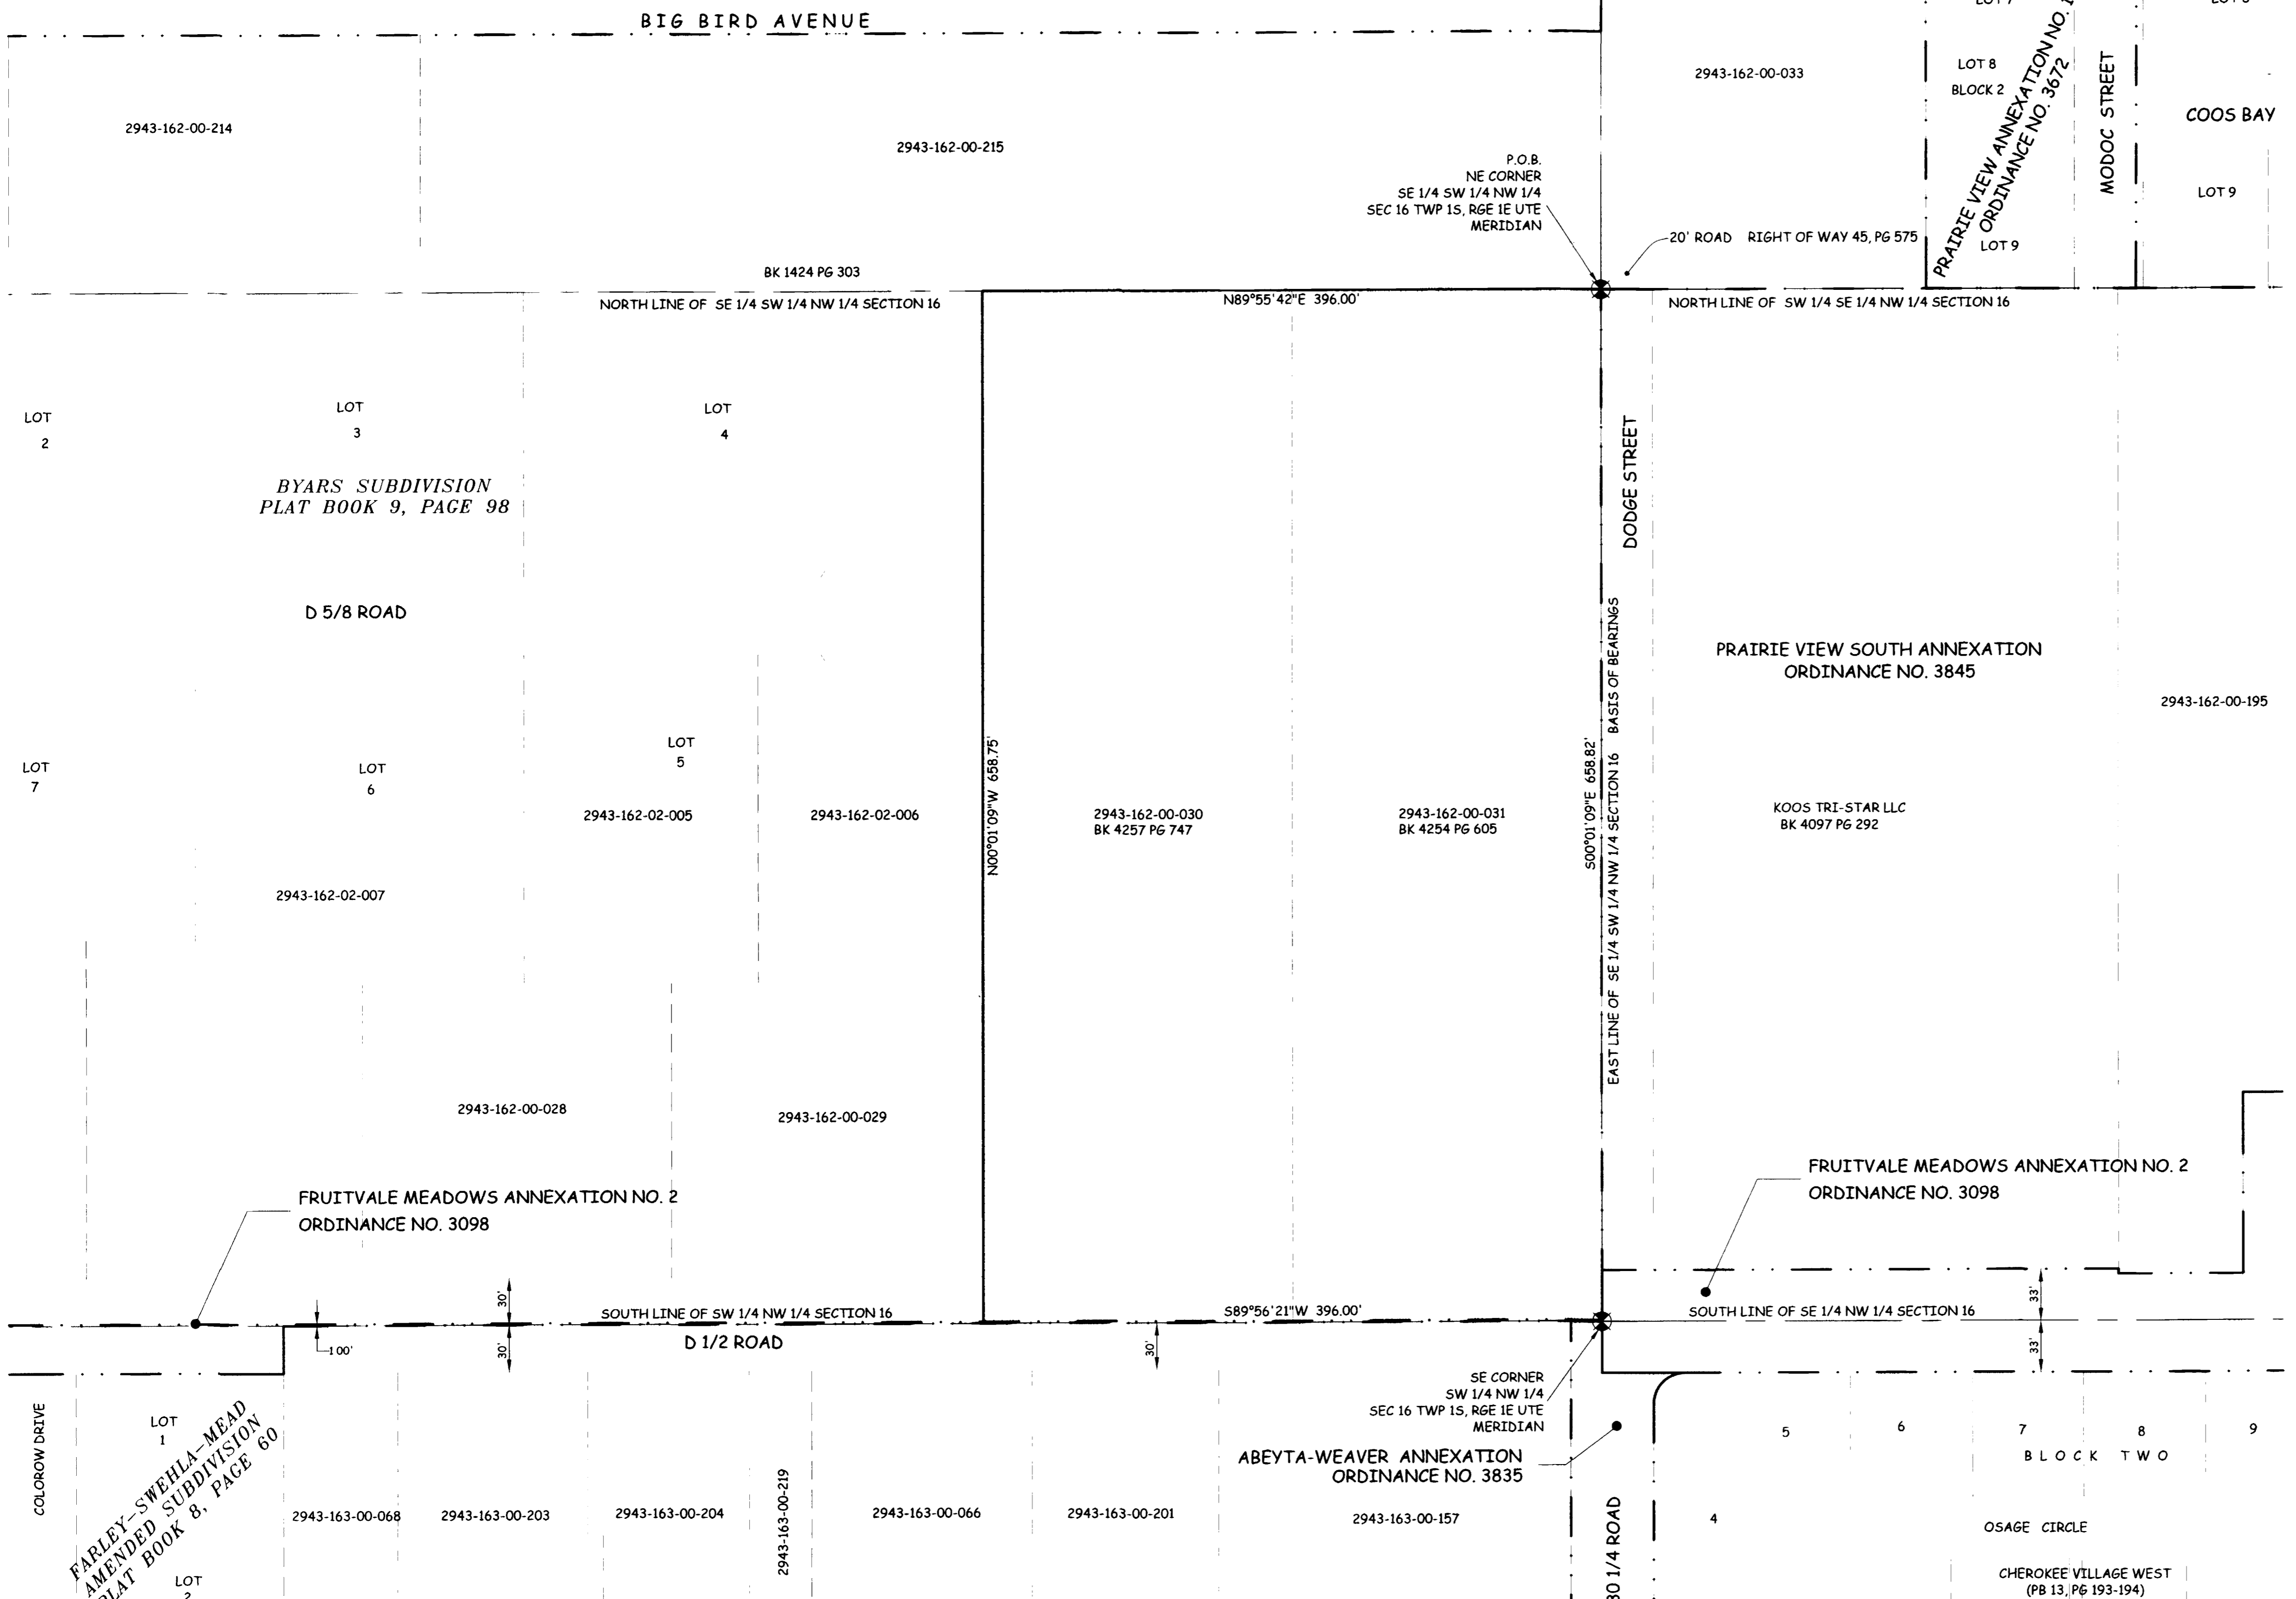 BIG BIRD AVENUE
2943-162-00-214
2943-162-00-215
2943-162-00-033
LOT 8
BLOCK 2
LOT 9
PRAIRIE VIEW ANNEXATION NO.
ORDINANCE NO. 3672
MODOC STREET
COOS BAY
LOT 9
P.O.B.
NE CORNER
SE 1/4 SW 1/4 NW 1/4
SEC 16 TWP 1S, RGE 1E UTE
MERIDIAN
20' ROAD RIGHT OF WAY 45, PG 575
BK 1424 PG 303
NORTH LINE OF SE 1/4 SW 1/4 NW 1/4 SECTION 16
N89°55'42"E 396.00'
NORTH LINE OF SW 1/4 SE 1/4 NW 1/4 SECTION 16
LOT
2
LOT
3
LOT
4
BYARS SUBDIVISION
PLAT BOOK 9, PAGE 98
D 5/8 ROAD
LOT
7
LOT
6
LOT
5
2943-162-02-005
2943-162-02-006
2943-162-02-007
N00°01'09"W 658.75'
2943-162-00-030
BK 4257 PG 747
2943-162-00-031
BK 4254 PG 605
S00°01'09"E 658.82'
EAST LINE OF SE 1/4 SW 1/4 NW 1/4 SECTION 16 BASIS OF BEARINGS
DODGE STREET
PRAIRIE VIEW SOUTH ANNEXATION
ORDINANCE NO. 3845
2943-162-00-195
KOOS TRI-STAR LLC
BK 4097 PG 292
2943-162-00-028
2943-162-00-029
FRUITVALE MEADOWS ANNEXATION NO. 2
ORDINANCE NO. 3098
FRUITVALE MEADOWS ANNEXATION NO. 2
ORDINANCE NO. 3098
30'
30'
1 00'
SOUTH LINE OF SW 1/4 NW 1/4 SECTION 16
D 1/2 ROAD
S89°56'21"W 396.00'
30'
SOUTH LINE OF SE 1/4 NW 1/4 SECTION 16
33'
33'
SE CORNER
SW 1/4 NW 1/4
SEC 16 TWP 1S, RGE 1E UTE
MERIDIAN
ABEYTA-WEAVER ANNEXATION
ORDINANCE NO. 3835
COLOROW DRIVE
LOT
1
FARLEY-SWEHLA-MEAD
AMENDED SUBDIVISION
PLAT BOOK 8, PAGE 60
LOT
2
2943-163-00-068
2943-163-00-203
2943-163-00-204
2943-163-00-219
2943-163-00-066
2943-163-00-201
2943-163-00-157
30 1/4 ROAD
5
6
7
8
9
BLOCK TWO
4
OSAGE CIRCLE
CHEROKEE VILLAGE WEST
(PB 13, PG 193-194)